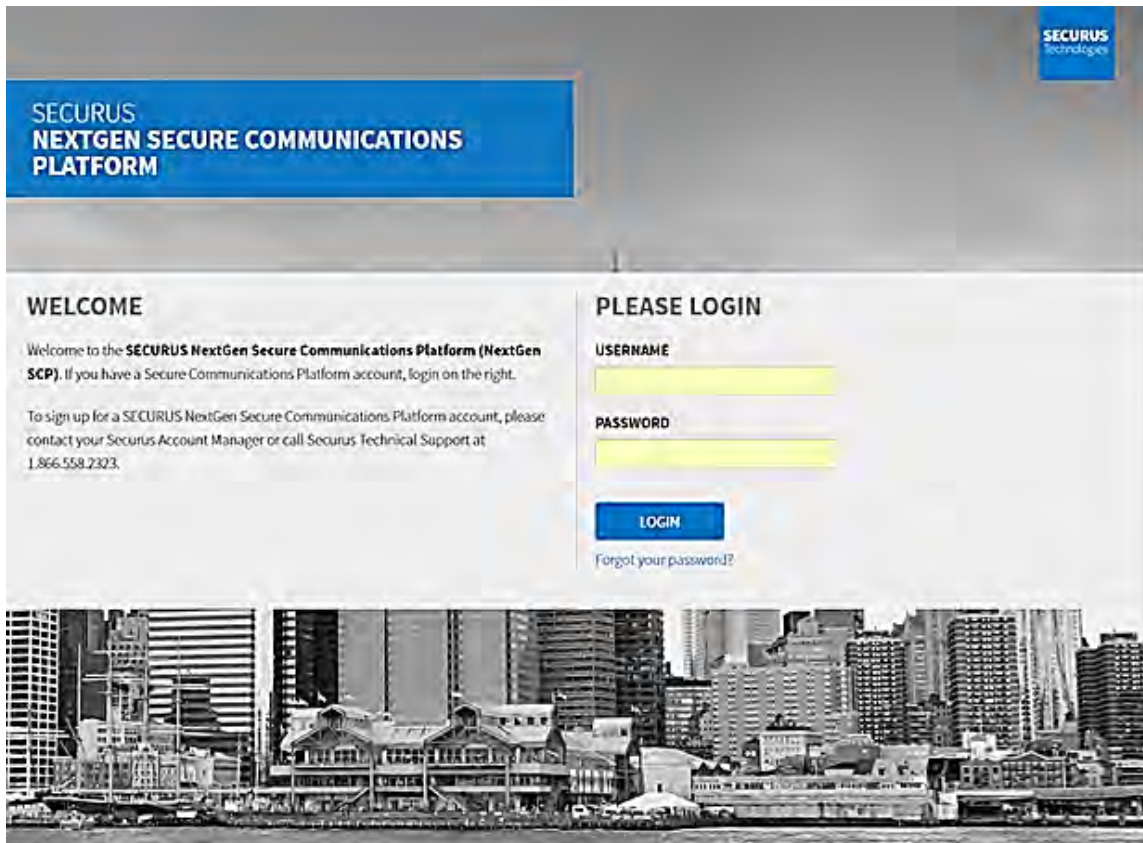 SECURUS
Technologies
SECURUS
NEXTGEN SECURE COMMUNICATIONS
PLATFORM
WELCOME
Welcome to the SECURUS NextGen Secure Communications Platform (NextGen
SCP). If you have a Secure Communications Platform account, login on the right.
To sign up for a SECURUS NextGen Secure Communications Platform account, please
contact your Securus Account Manager or call Securus Technical Support at
1.866.558.2323.
PLEASE LOGIN
USERNAME
PASSWORD
LOGIN
Forgot your password?